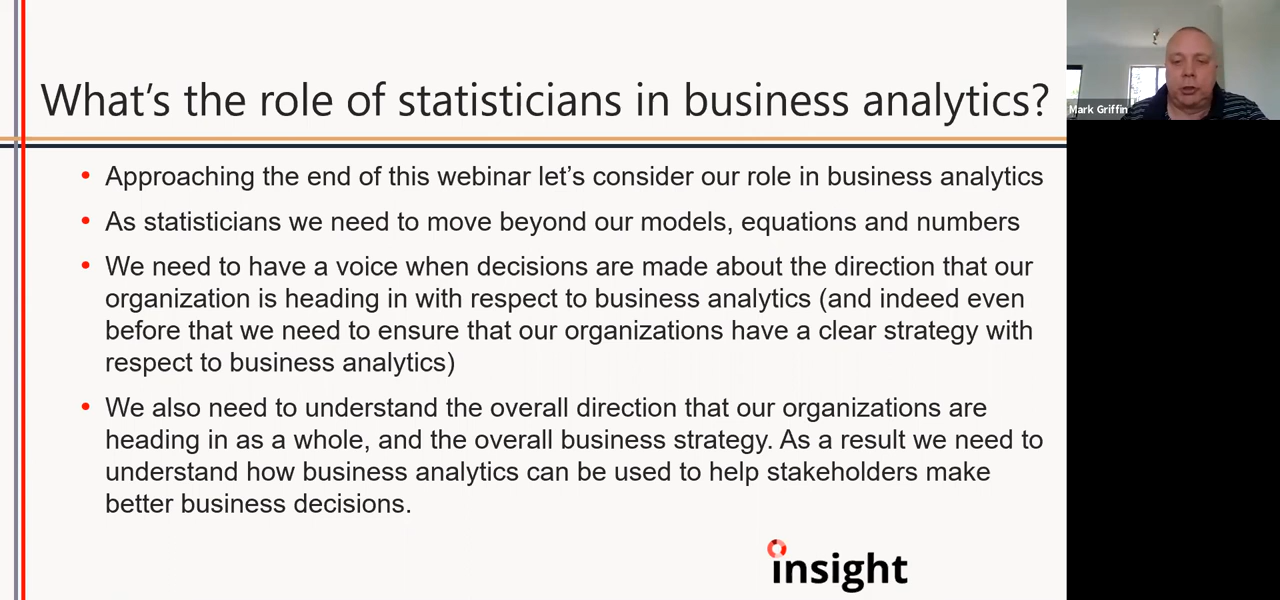 What's the role of statisticians in business analytics?
Mark Griffin
• Approaching the end of this webinar let's consider our role in business analytics
• As statisticians we need to move beyond our models, equations and numbers
• We need to have a voice when decisions are made about the direction that our
organization is heading in with respect to business analytics (and indeed even
before that we need to ensure that our organizations have a clear strategy with
respect to business analytics)
• We also need to understand the overall direction that our organizations are
heading in as a whole, and the overall business strategy. As a result we need to
understand how business analytics can be used to help stakeholders make
better business decisions.
insight